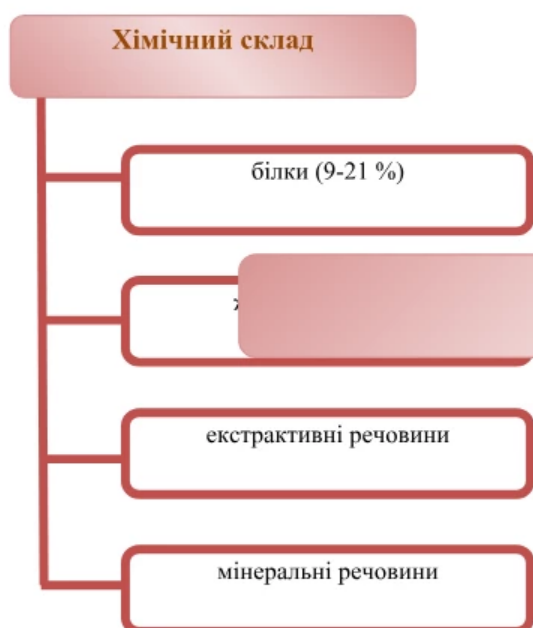 Хімічний склад
білки (9-21 %)
екстрактивні речовини
мінеральні речовини